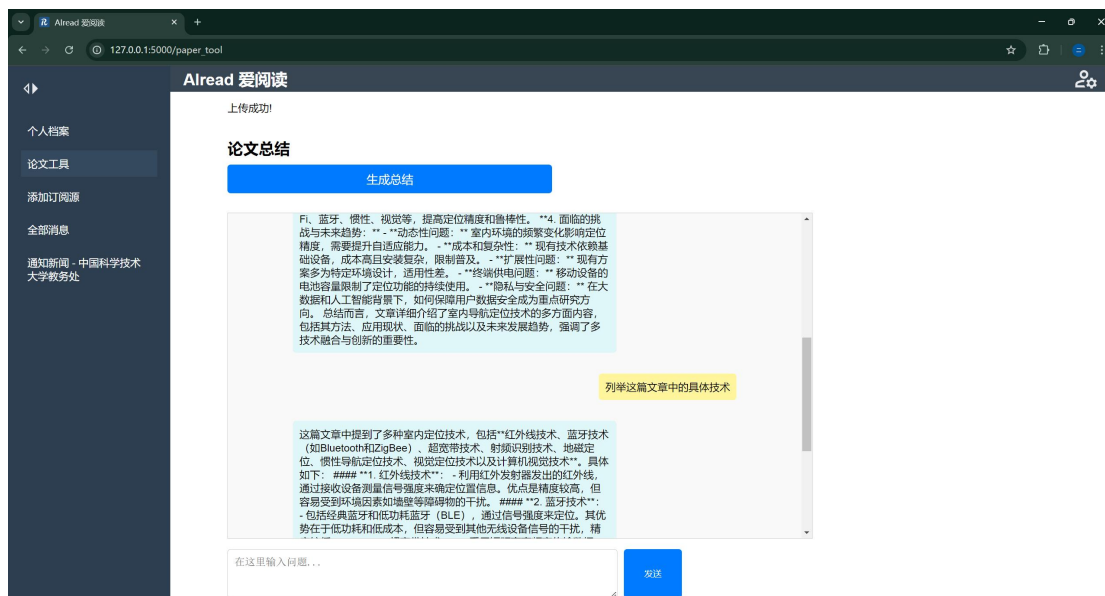 AIread 爱阅读
127.0.0.1:5000/paper_tool
AIread 爱阅读
个人档案
论文工具
添加订阅源
全部消息
通知新闻 - 中国科学技术
大学教务处
上传成功!
论文总结
生成总结
Fi、蓝牙、惯性、视觉等，提高定位精度和鲁棒性。 **4. 面临的挑
战与未来趋势：** - **动态性问题：** 室内环境的频繁变化影响定位
精度，需要提升自适应能力。 - **成本和复杂性：** 现有技术依赖基
础设备，成本高且安装复杂，限制普及。 - **扩展性问题：** 现有方
案多为特定环境设计，适用性差。 - **终端供电问题：** 移动设备的
电池容量限制了定位功能的持续使用。 - **隐私与安全问题：** 在大
数据和人工智能背景下，如何保障用户数据安全成为重点研究方
向。 总结而言，文章详细介绍了室内导航定位技术的多方面内容，
包括其方法、应用现状、面临的挑战以及未来发展趋势，强调了多
技术融合与创新的重要性。
列举这篇文章中的具体技术
这篇文章中提到了多种室内定位技术，包括**红外线技术、蓝牙技术
（如Bluetooth和ZigBee）、超宽带技术、射频识别技术、地磁定
位、惯性导航定位技术、视觉定位技术以及计算机视觉技术**。具体
如下： #### **1. 红外线技术**： - 利用红外发射器发出的红外线，
通过接收设备测量信号强度来确定位置信息。优点是精度较高，但
容易受到环境因素如墙壁等障碍物的干扰。 #### **2. 蓝牙技术**：
- 包括经典蓝牙和低功耗蓝牙（BLE），通过信号强度来定位。其优
势在于低功耗和低成本，但容易受到其他无线设备信号的干扰，精
在这里输入问题...
发送